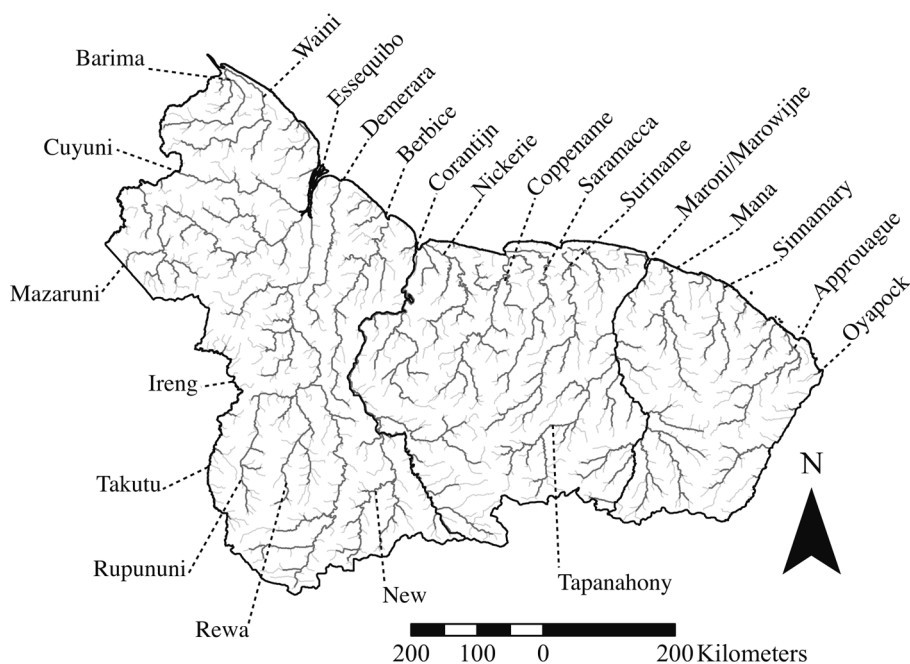 Barima
Waini
Essequibo
Demerara
Berbice
Corantijn
Nickerie
Coppename
Saramacca
Suriname
Maroni/Marowijne
Mana
Sinnamary
Approuague
Oyapock
Cuyuni
Mazaruni
Ireng
Takutu
Rupununi
Rewa
New
Tapanahony
N
200 100 0 200 Kilometers